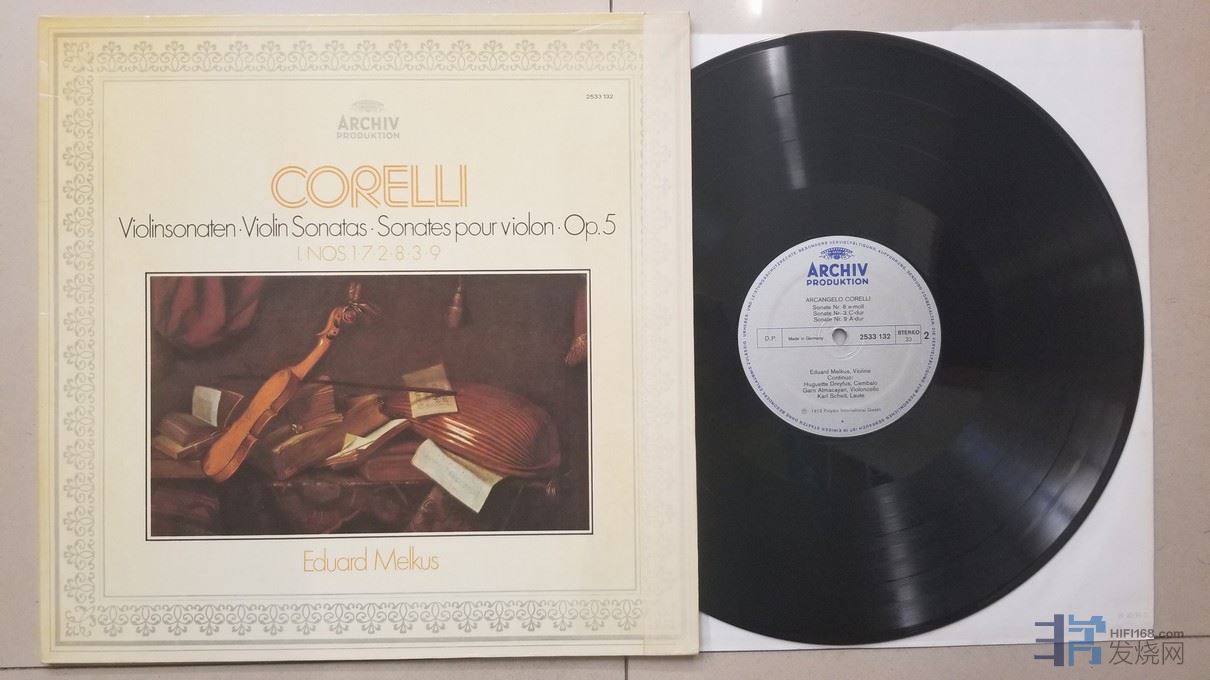 2533 132
ARCHIV
PRODUKTION
CORELLI
Violinsonaten · Violin Sonatas · Sonates pour violon · Op. 5
I. NOS 1·7·2·8·3·9
Eduard Melkus
ARCHIV
PRODUKTION
ARCANGELO CORELLI
Sonate Nr. 8 e-moll
Sonate Nr. 3 C-dur
Sonate Nr. 9 A-dur
D.P. Made in Germany 2533 132 STEREO 33 2
Eduard Melkus, Violine
Continuo:
Huguette Dreyfus, Cembalo
Karl Scheit, Laute
HIFI168.com
发烧网